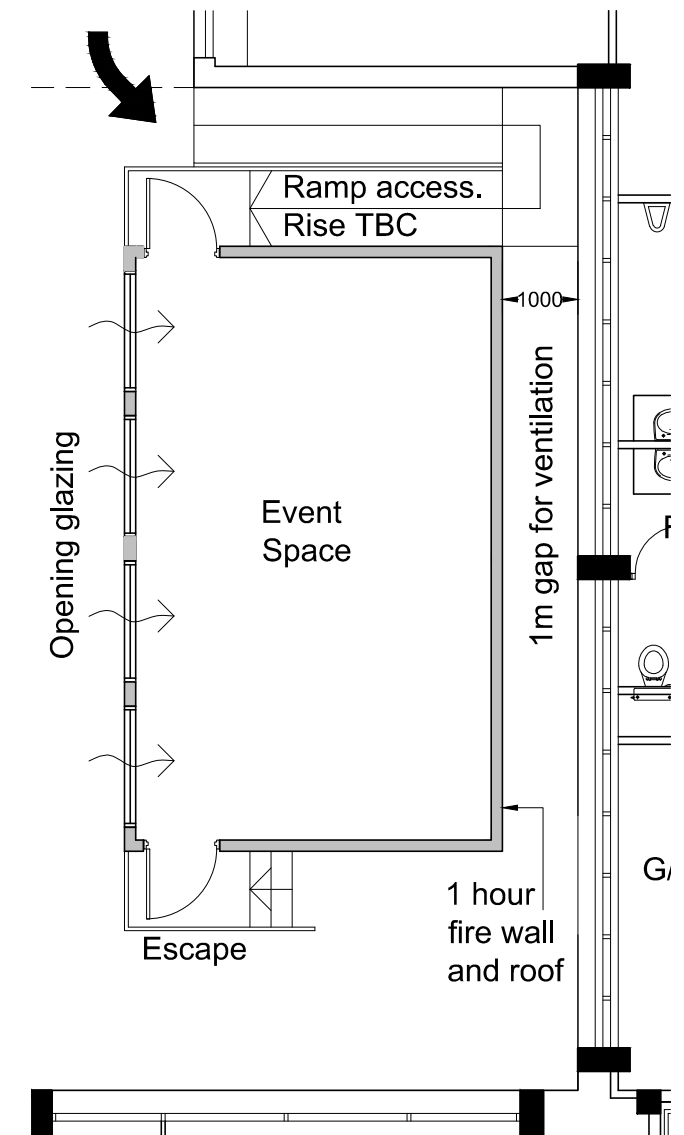 Ramp access.
Rise TBC
1000
1m gap for ventilation
Opening glazing
Event
Space
1 hour
fire wall
and roof
Escape